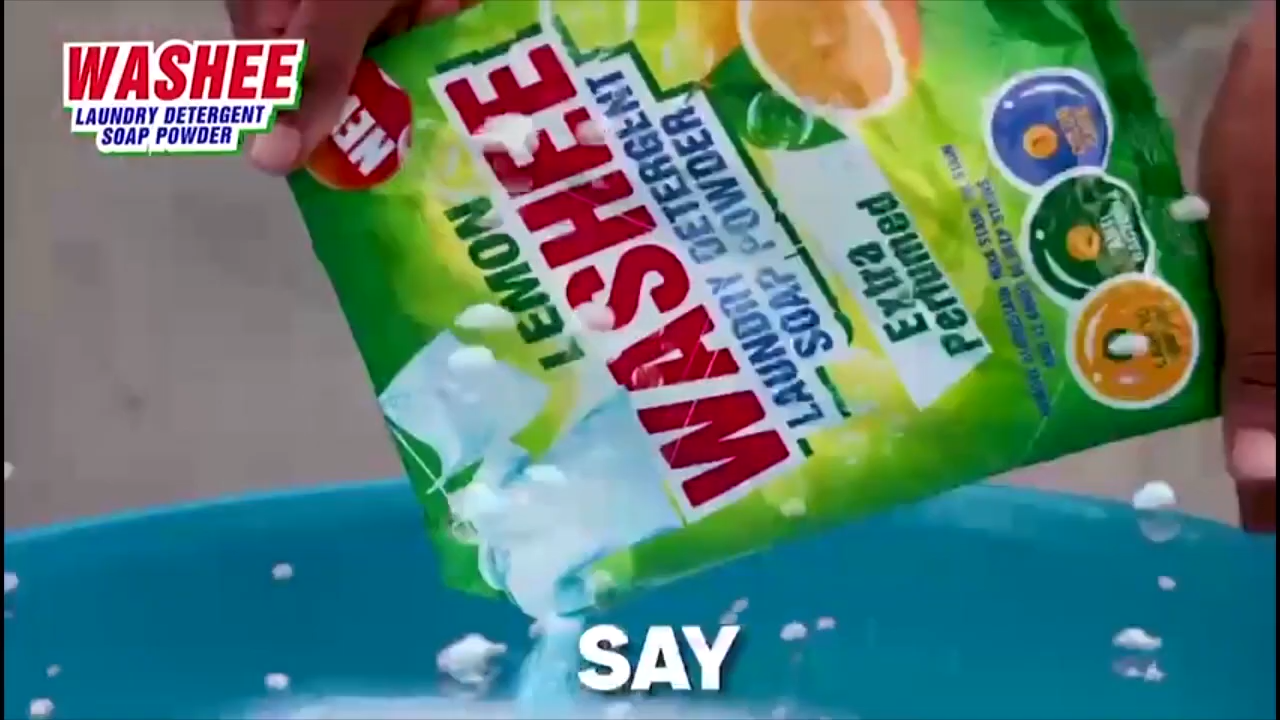 WASHEE
LAUNDRY DETERGENT
SOAP POWDER
NEW
LEMON
WASHEE
LAUNDRY DETERGENT
SOAP POWDER
Extra
Perfumed
SAY